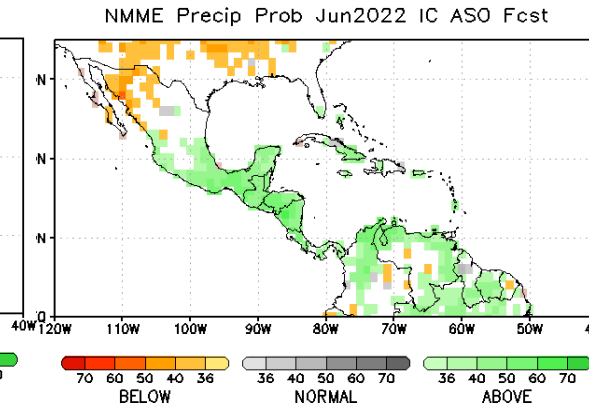 NMME Precip Prob Jun2022 IC ASO Fcst
N
N
N
Q
40W 120W 110W 100W 90W 80W 70W 60W 50W 4
70 60 50 40 36 36 40 50 60 70 36 40 50 60 70
BELOW NORMAL ABOVE